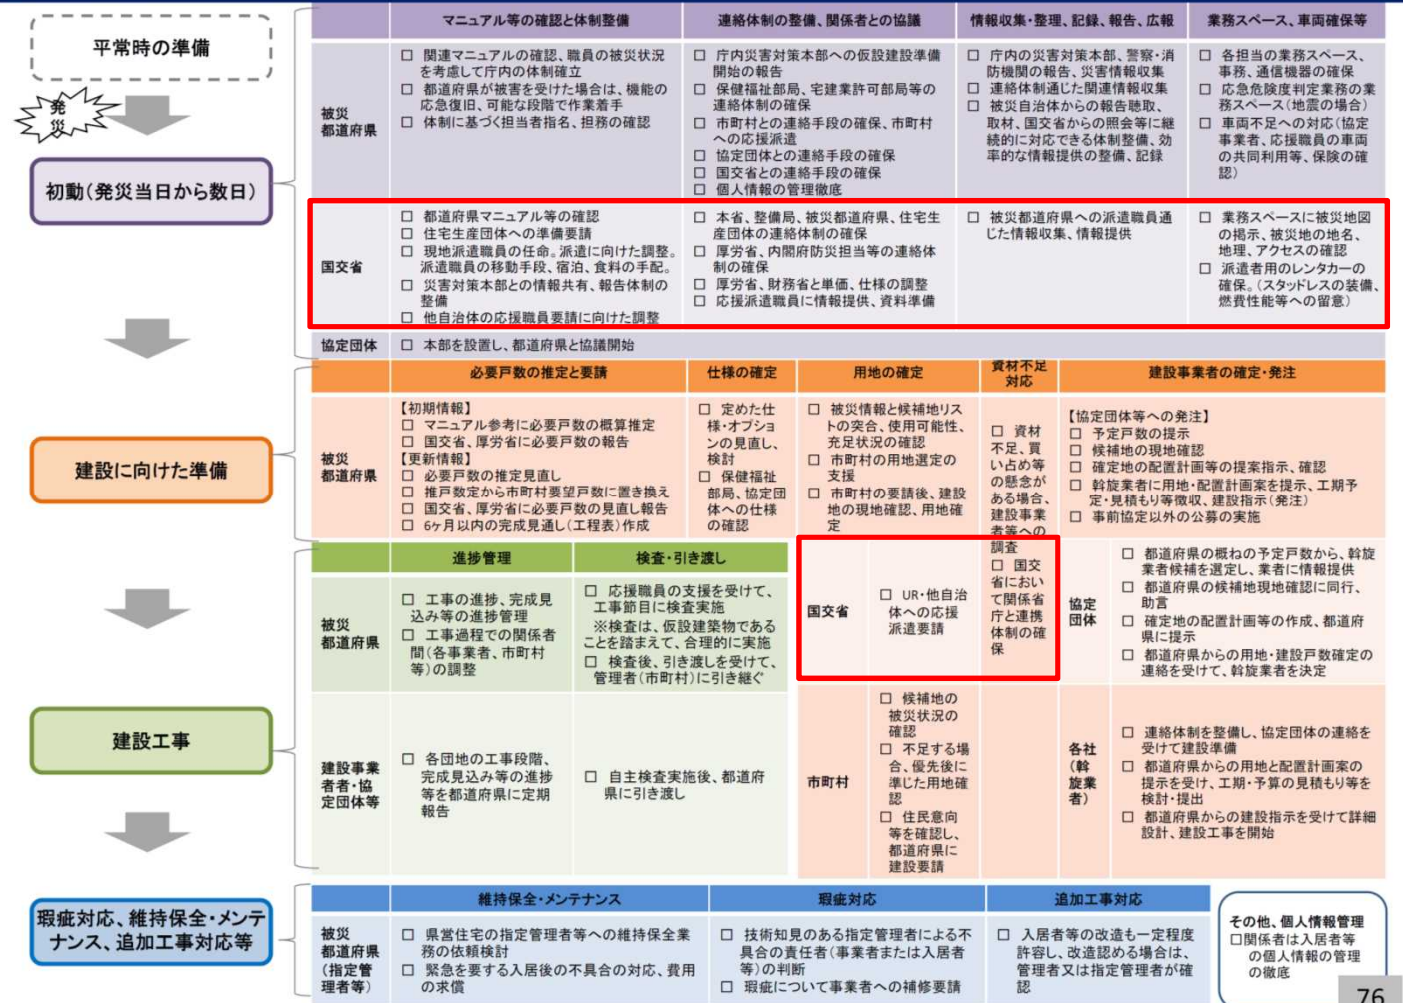 平常時の準備
発
災
初動(発災当日から数日)
マニュアル等の確認と体制整備
連絡体制の整備、関係者との協議
情報収集・整理、記録、報告、広報
業務スペース、車両確保等
被災
都道府県
□ 関連マニュアルの確認、職員の被災状況
を考慮して庁内の体制確立
□ 都道府県が被害を受けた場合は、機能の
応急復旧、可能な段階で作業着手
□ 体制に基づく担当者指名、担務の確認
□ 庁内災害対策本部への仮設建設準備
開始の報告
□ 保健福祉部局、宅建業許可部局等の
連絡体制の確保
□ 市町村との連絡手段の確保、市町村
への応援派遣
□ 協定団体との連絡手段の確保
□ 国交省との連絡手段の確保
□ 個人情報の管理徹底
□ 庁内の災害対策本部、警察・消
防機関の報告、災害情報収集
□ 連絡体制通じた関連情報収集
□ 被災自治体からの報告聴取、
取材、国交省からの照会等に継
続的に対応できる体制整備、効
率的な情報提供の整備、記録
□ 各担当の業務スペース、
事務、通信機器の確保
□ 応急危険度判定業務の業
務スペース(地震の場合)
□ 車両不足への対応(協定
事業者、応援職員の車両
の共同利用等、保険の確
認)
国交省
□ 都道府県マニュアル等の確認
□ 住宅生産団体への準備要請
□ 現地派遣職員の任命。派遣に向けた調整。
派遣職員の移動手段、宿泊、食料の手配。
□ 災害対策本部との情報共有、報告体制の
整備
□ 他自治体の応援職員要請に向けた調整
□ 本省、整備局、被災都道府県、住宅生
産団体の連絡体制の確保
□ 厚労省、内閣府防災担当等の連絡体
制の確保
□ 厚労省、財務省と単価、仕様の調整
□ 応援派遣職員に情報提供、資料準備
□ 被災都道府県への派遣職員通
じた情報収集、情報提供
□ 業務スペースに被災地図
の掲示、被災地の地名、
地理、アクセスの確認
□ 派遣者用のレンタカーの
確保。(スタッドレスの装備、
燃費性能等への留意)
協定団体
□ 本部を設置し、都道府県と協議開始
建設に向けた準備
必要戸数の推定と要請
仕様の確定
用地の確定
資材不足
対応
建設事業者の確定・発注
被災
都道府県
【初期情報】
□ マニュアル参考に必要戸数の概算推定
□ 国交省、厚労省に必要戸数の報告
【更新情報】
□ 必要戸数の推定見直し
□ 推戸数定から市町村要望戸数に置き換え
□ 国交省、厚労省に必要戸数の見直し報告
□ 6ヶ月以内の完成見通し(工程表)作成
□ 定めた仕
様・オプショ
ンの見直し、
検討
□ 保健福祉
部局、協定団
体への仕様
の確認
□ 被災情報と候補地リス
トの突合、使用可能性、
充足状況の確認
□ 市町村の用地選定の
支援
□ 市町村の要請後、建設
地の現地確認、用地確
定
□ 資材
不足、買
い占め等
の懸念が
ある場合、
建設事業
者等への
調査
□ 国交
省におい
て関係省
庁と連携
体制の確
保
【協定団体等への発注】
□ 予定戸数の提示
□ 候補地の現地確認
□ 確定地の配置計画等の提案指示、確認
□ 斡旋業者に用地・配置計画案を提示、工期予
定・見積もり等徴収、建設指示(発注)
□ 事前協定以外の公募の実施
国交省
□ UR・他自治
体への応援
派遣要請
協定
団体
□ 都道府県の概ねの予定戸数から、斡旋
業者候補を選定し、業者に情報提供
□ 都道府県の候補地現地確認に同行、
助言
□ 確定地の配置計画等の作成、都道府
県に提示
□ 都道府県からの用地・建設戸数確定の
連絡を受けて、斡旋業者を決定
市町村
□ 候補地の
被災状況の
確認
□ 不足する場
合、優先後に
準じた用地確
認
□ 住民意向
等を確認し、
都道府県に
建設要請
各社
(斡
旋業
者)
□ 連絡体制を整備し、協定団体の連絡を
受けて建設準備
□ 都道府県からの用地と配置計画案の
提示を受け、工期・予算の見積もり等を
検討・提出
□ 都道府県からの建設指示を受けて詳細
設計、建設工事を開始
建設工事
進捗管理
検査・引き渡し
被災
都道府県
□ 工事の進捗、完成見
込み等の進捗管理
□ 工事過程での関係者
間(各事業者、市町村
等)の調整
□ 応援職員の支援を受けて、
工事節目に検査実施
※検査は、仮設建築物である
ことを踏まえて、合理的に実施
□ 検査後、引き渡しを受けて、
管理者(市町村)に引き継ぐ
建設事業
者者・協
定団体等
□ 各団地の工事段階、
完成見込み等の進捗
等を都道府県に定期
報告
□ 自主検査実施後、都道府
県に引き渡し
瑕疵対応、維持保全・メンテ
ナンス、追加工事対応等
維持保全・メンテナンス
瑕疵対応
追加工事対応
被災
都道府県
(指定管
理者等)
□ 県営住宅の指定管理者等への維持保全業
務の依頼検討
□ 緊急を要する入居後の不具合の対応、費用
の求償
□ 技術知見のある指定管理者による不
具合の責任者(事業者または入居者
等)の判断
□ 瑕疵について事業者への補修要請
□ 入居者等の改造も一定程度
許容し、改造認める場合は、
管理者又は指定管理者が確
認
その他、個人情報管理
□関係者は入居者等
の個人情報の管理
の徹底
76